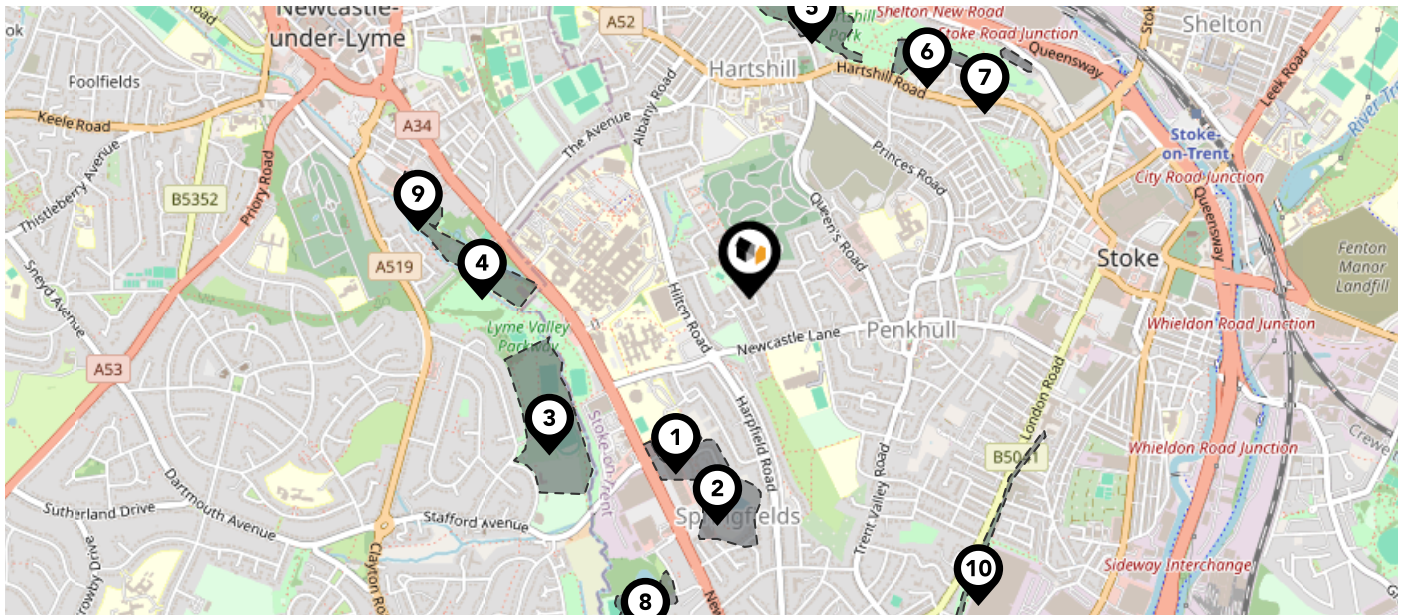 Newcastle-
under-Lyme
Road
A52
5
Shelton New Road
Stoke Road Junction
Shelton
Park
6
Queensway
Hartshill
7
Hartshill Road
Leek Road
Foolfields
Keele Road
A34
The Avenue
Albany Road
Princes Road
Stoke-
on-Trent
City Road Junction
Thistleberry Avenue
Priory Road
B5352
9
Queen's Road
Queensway
Sneyd Avenue
A519
4
Hilton Road
Stoke
Fenton
Manor
Landfill
Lyme Valley
Parkway
Newcastle Lane
Penkhull
Whieldon Road Junction
A53
3
Stoke-on-Trent
1
Harpfield Road
London Road
B5041
Whieldon Road Junction
2
Dartmouth Avenue
Sutherland Drive
Stafford Avenue
Springfields
Trent Valley Road
Clayton Road
8
10
Sideway Interchange